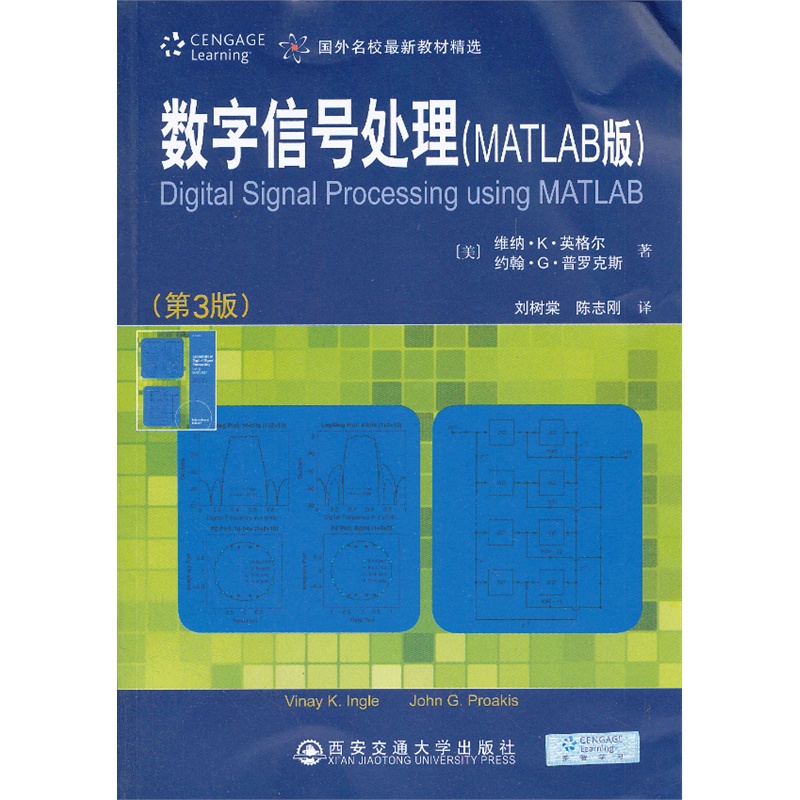 CENGAGE
Learning
国外名校最新教材精选
数字信号处理(MATLAB版)
Digital Signal Processing using MATLAB
[美]
维纳·K·英格尔
约翰·G·普罗克斯
著
(第3版)
刘树棠 陈志刚 译
Vinay K. Ingle John G. Proakis
西安交通大学出版社
XI'AN JIAOTONG UNIVERSITY PRESS
CENGAGE
Learning